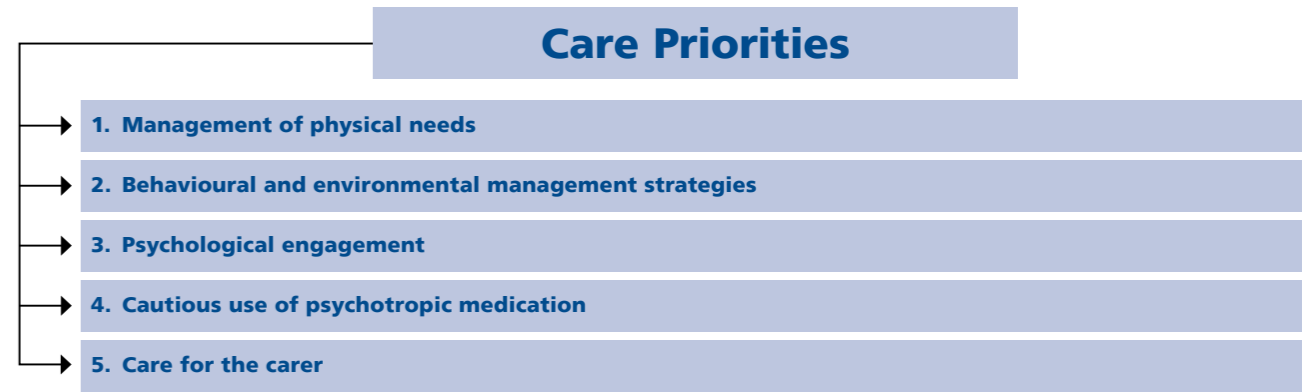 Care Priorities
1. Management of physical needs
2. Behavioural and environmental management strategies
3. Psychological engagement
4. Cautious use of psychotropic medication
5. Care for the carer